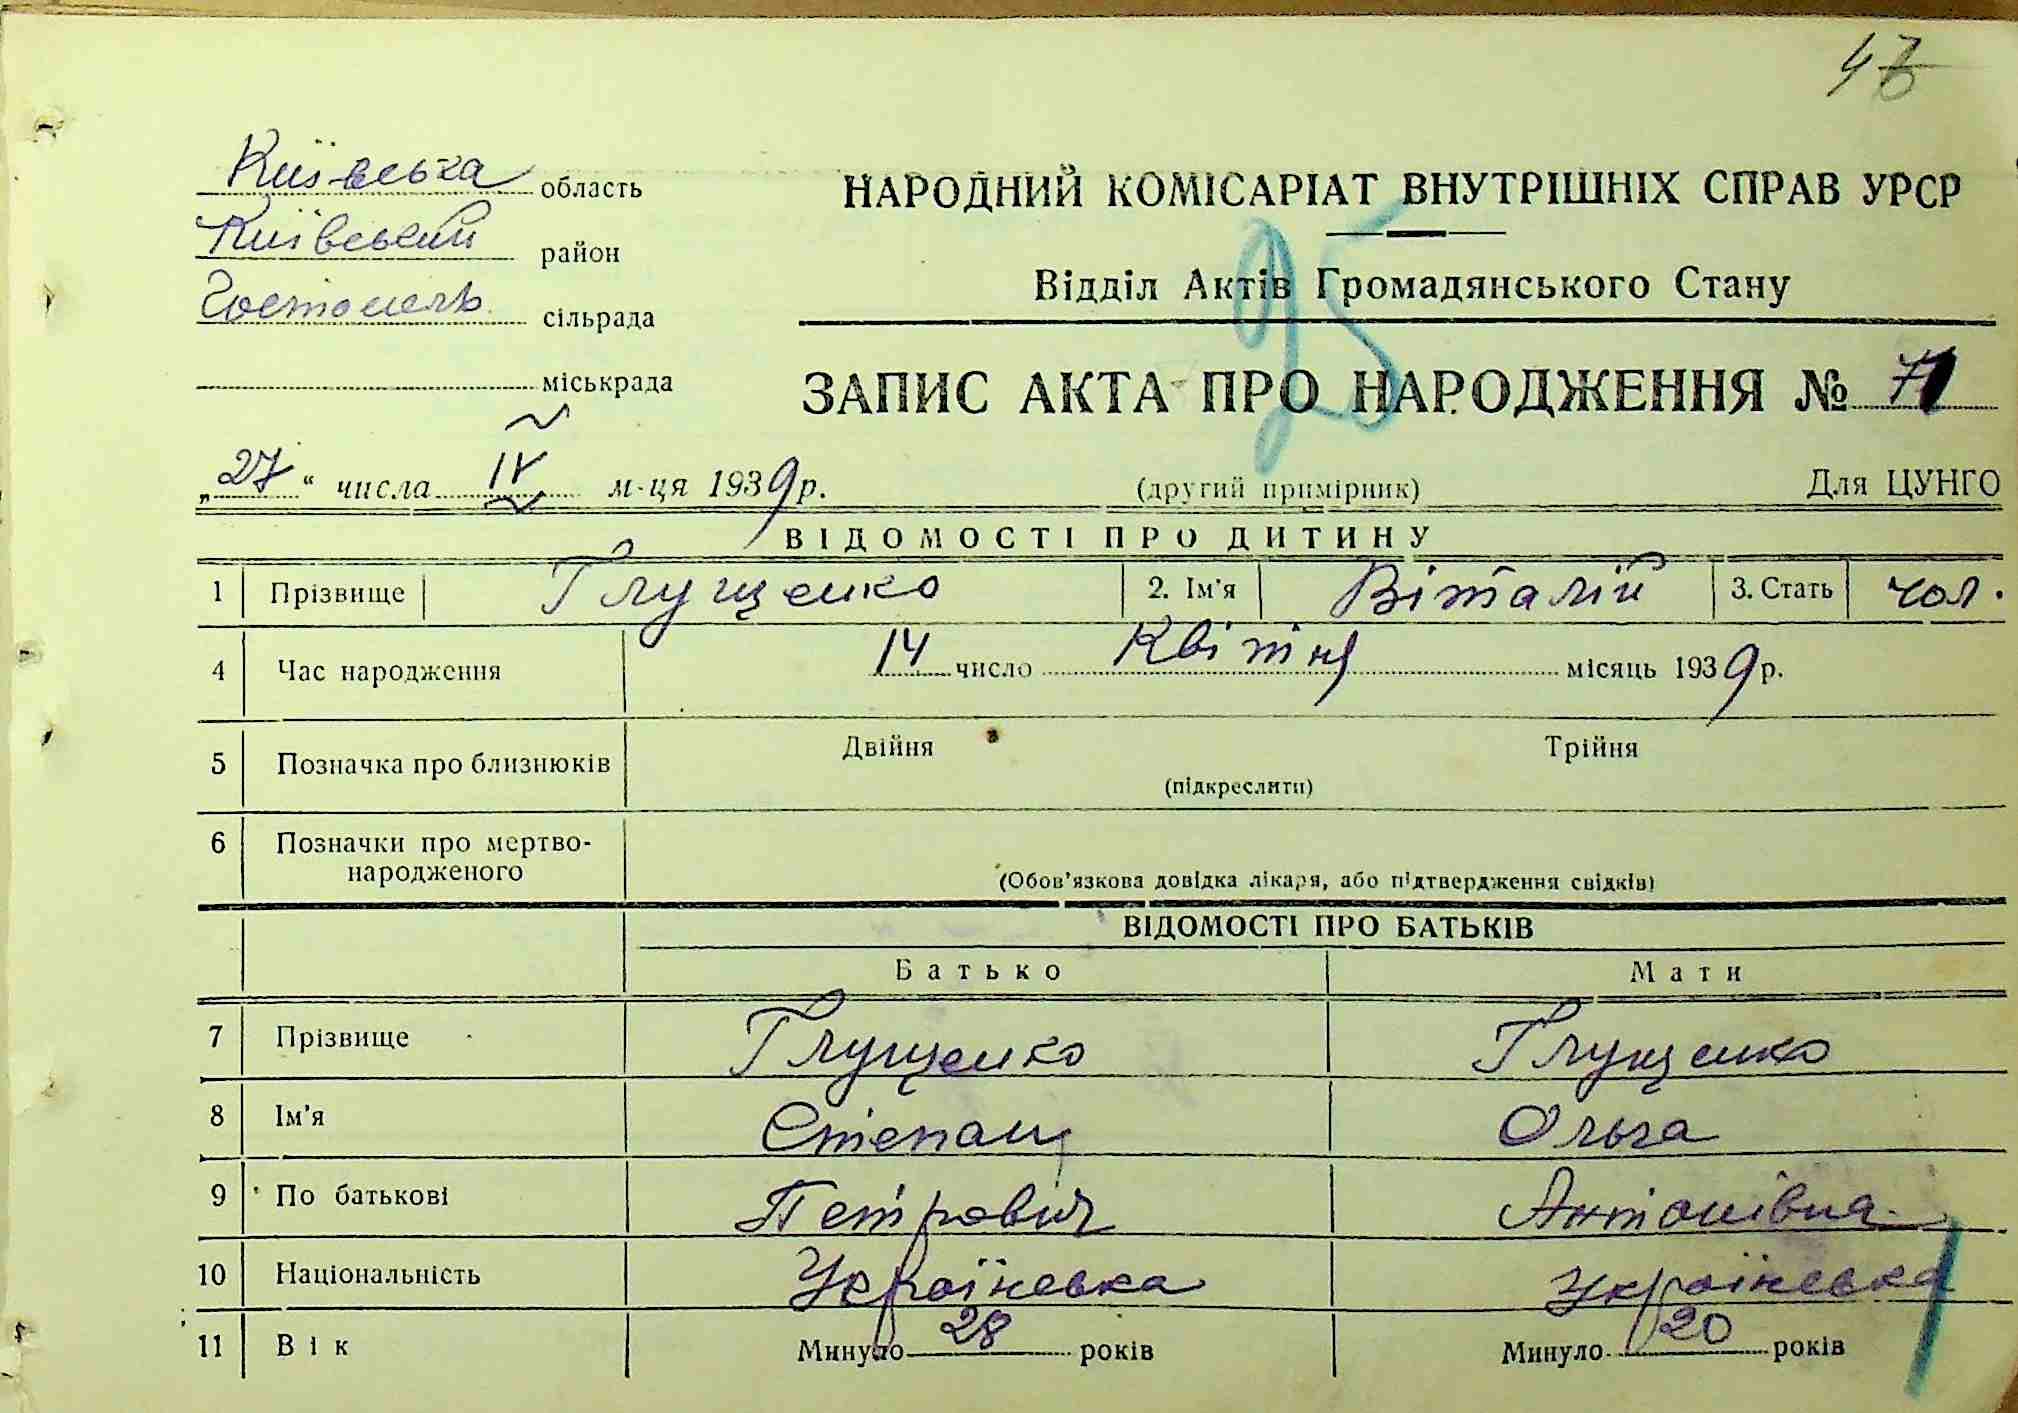 Київська область
Київський район
Гостомель сільрада
міськрада
НАРОДНИЙ КОМІСАРІАТ ВНУТРІШНІХ СПРАВ УРСР
Відділ Актів Громадянського Стану
95
ЗАПИС АКТА ПРО НАРОДЖЕННЯ № 71
„27“ числа IV м-ця 1939 р.
(другий примірник)
Для ЦУНГО
ВІДОМОСТІ ПРО ДИТИНУ
1 Прізвище Глущенко 2. Ім'я Віталій 3. Стать чол.
4 Час народження 14 число Квітня місяць 1939 р.
5 Позначка про близнюків Двійня Трійня
(підкреслити)
6 Позначки про мертво-
народженого
(Обов'язкова довідка лікаря, або підтвердження свідків)
ВІДОМОСТІ ПРО БАТЬКІВ
Батько Мати
7 Прізвище Глущенко Глущенко
8 Ім'я Степан Ольга
9 По батькові Петрович Антонівна
10 Національність Українська Українська
11 Вік Минуло 28 років Минуло 20 років